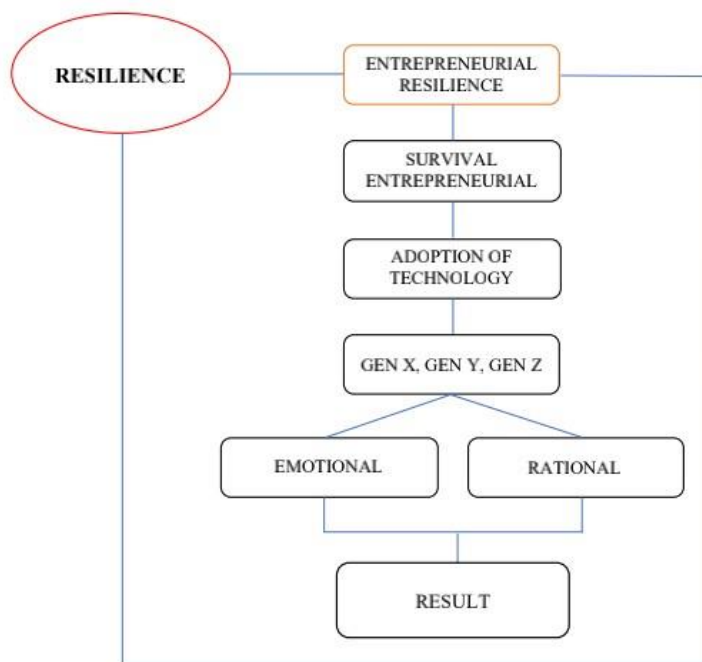 RESILIENCE
ENTREPRENEURIAL
RESILIENCE
SURVIVAL
ENTREPRENEURIAL
ADOPTION OF
TECHNOLOGY
GEN X, GEN Y, GEN Z
EMOTIONAL
RATIONAL
RESULT